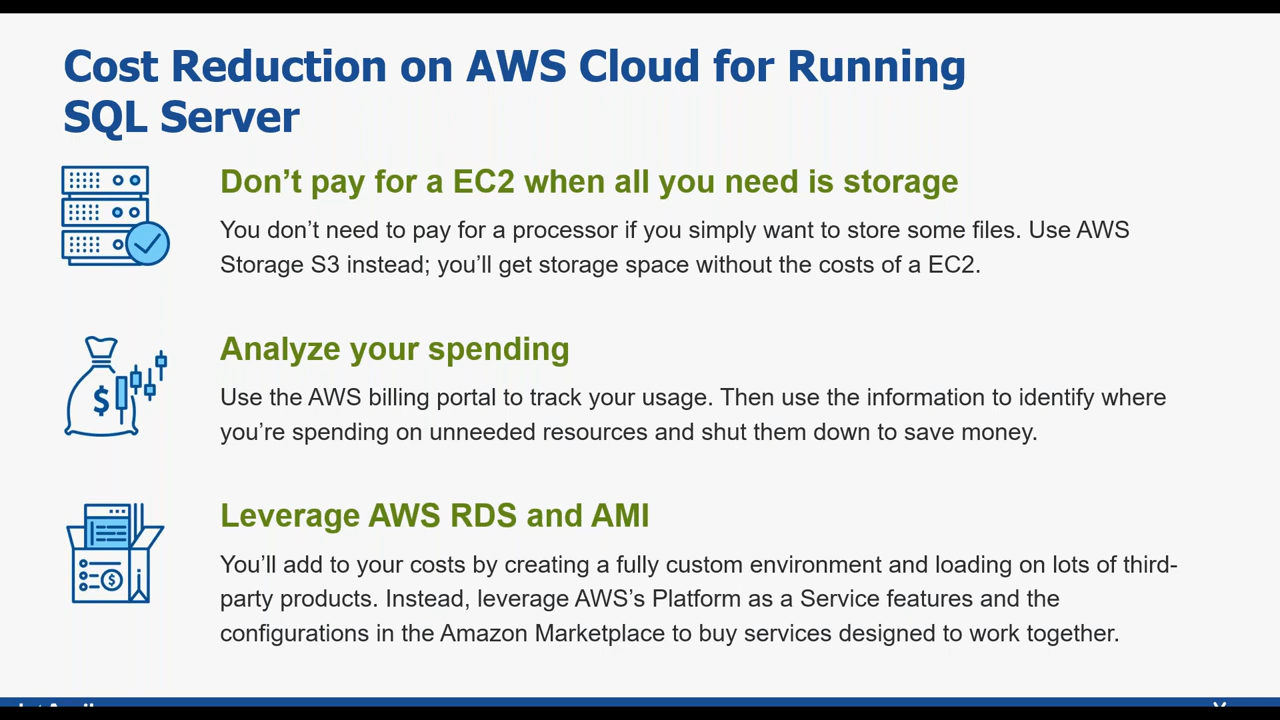 Cost Reduction on AWS Cloud for Running
SQL Server
Don’t pay for a EC2 when all you need is storage
You don’t need to pay for a processor if you simply want to store some files. Use AWS
Storage S3 instead; you’ll get storage space without the costs of a EC2.
$
Analyze your spending
Use the AWS billing portal to track your usage. Then use the information to identify where
you’re spending on unneeded resources and shut them down to save money.
$
Leverage AWS RDS and AMI
You’ll add to your costs by creating a fully custom environment and loading on lots of third-
party products. Instead, leverage AWS’s Platform as a Service features and the
configurations in the Amazon Marketplace to buy services designed to work together.